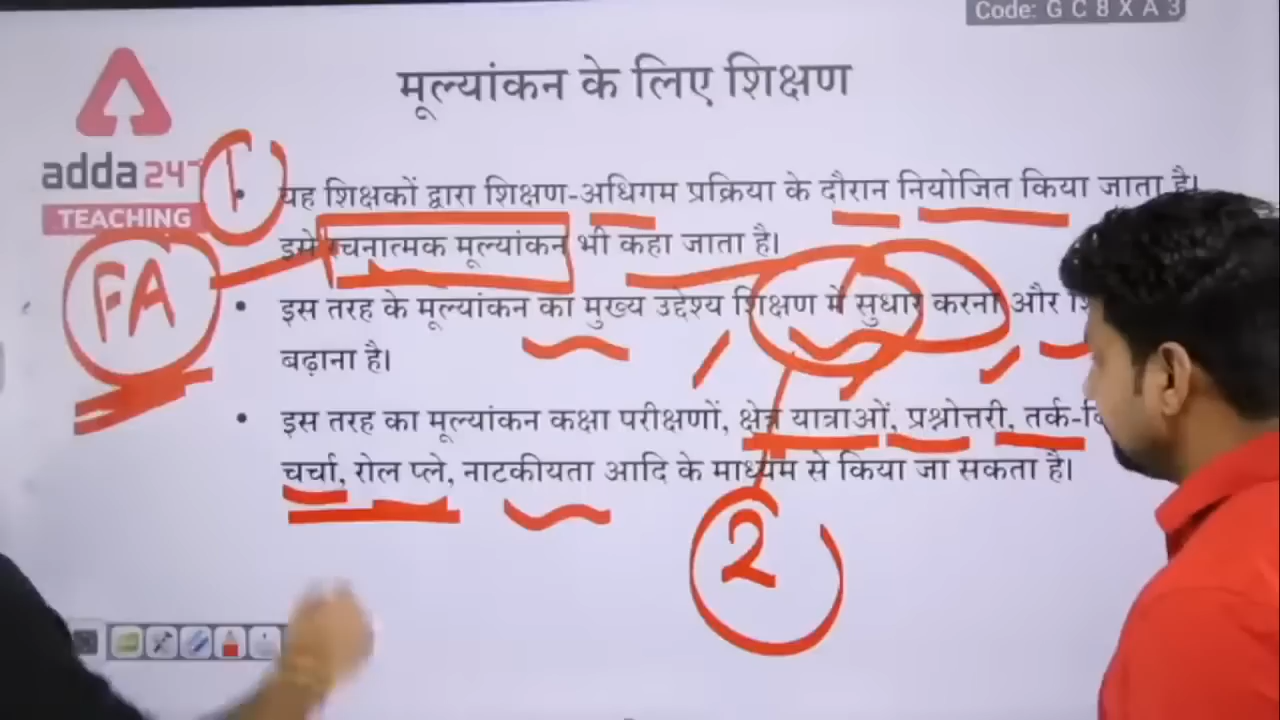 Code: G C 8 X A 3
मूल्यांकन के लिए शिक्षण
adda 247
TEACHING
1
यह शिक्षकों द्वारा शिक्षण-अधिगम प्रक्रिया के दौरान नियोजित किया जाता है।
इसे रचनात्मक मूल्यांकन भी कहा जाता है।
FA
इस तरह के मूल्यांकन का मुख्य उद्देश्य शिक्षण में सुधार करना और
बढ़ाना है।
इस तरह का मूल्यांकन कक्षा परीक्षणों, क्षेत्र यात्राओं, प्रश्नोत्तरी, तर्क-
चर्चा, रोल प्ले, नाटकीयता आदि के माध्यम से किया जा सकता है।
2